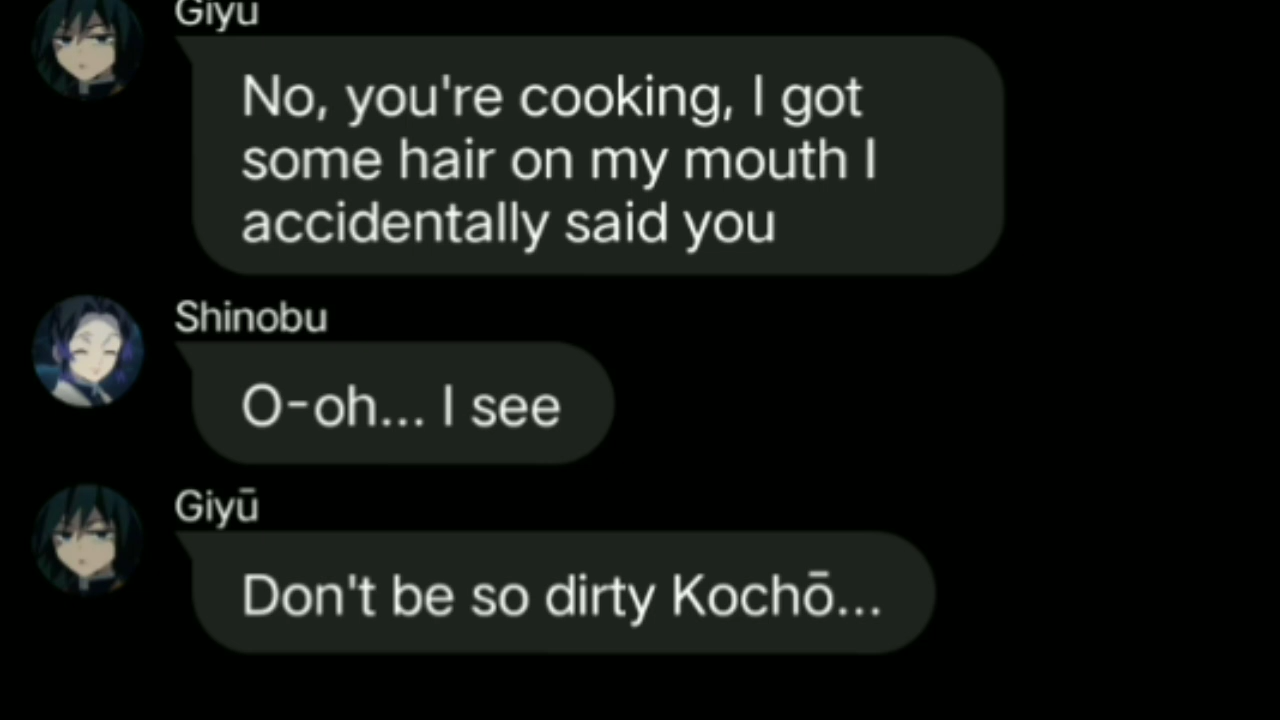 Giyū
No, you're cooking, I got
some hair on my mouth I
accidentally said you
Shinobu
O-oh... I see
Giyū
Don't be so dirty Kochō...